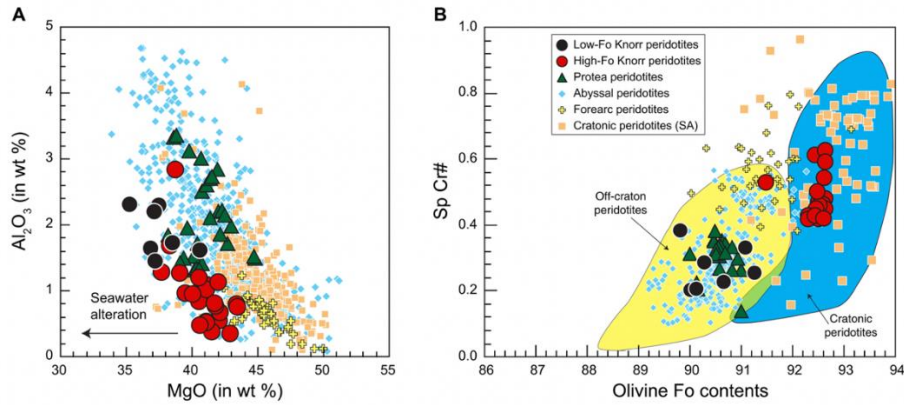 A
5
4
3
2
1
0
Al2O3 (in wt %)
Seawater
alteration
30
35
40
45
50
55
MgO (in wt %)
B
1.0
0.8
0.6
0.4
0.2
0.0
Sp Cr#
Low-Fo Knorr peridotites
High-Fo Knorr peridotites
Protea peridotites
Abyssal peridotites
Forearc peridotites
Cratonic peridotites (SA)
Off-craton
peridotites
Cratonic
peridotites
86
87
88
89
90
91
92
93
94
Olivine Fo contents